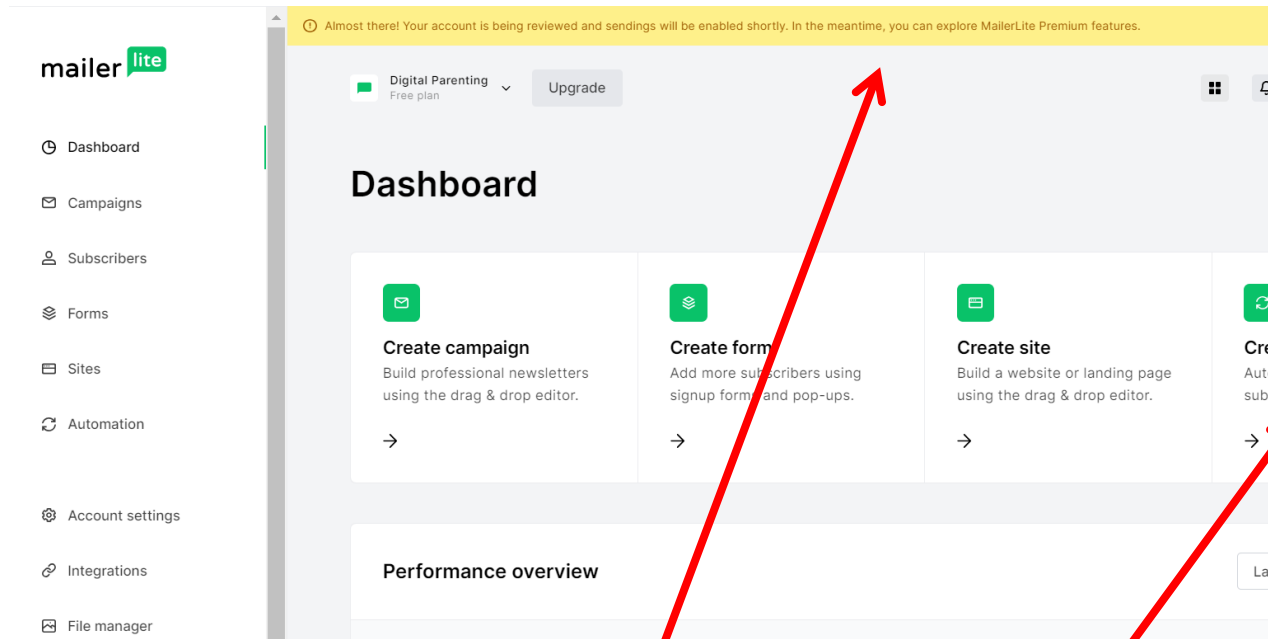 mailer lite
Almost there! Your account is being reviewed and sendings will be enabled shortly. In the meantime, you can explore MailerLite Premium features.
Digital Parenting
Free plan
Upgrade
Dashboard
Campaigns
Subscribers
Forms
Sites
Automation
Account settings
Integrations
File manager
Dashboard
Create campaign
Build professional newsletters
using the drag & drop editor.
Create form
Add more subscribers using
signup forms and pop-ups.
Create site
Build a website or landing page
using the drag & drop editor.
Cre
Aut
sub
Performance overview
La